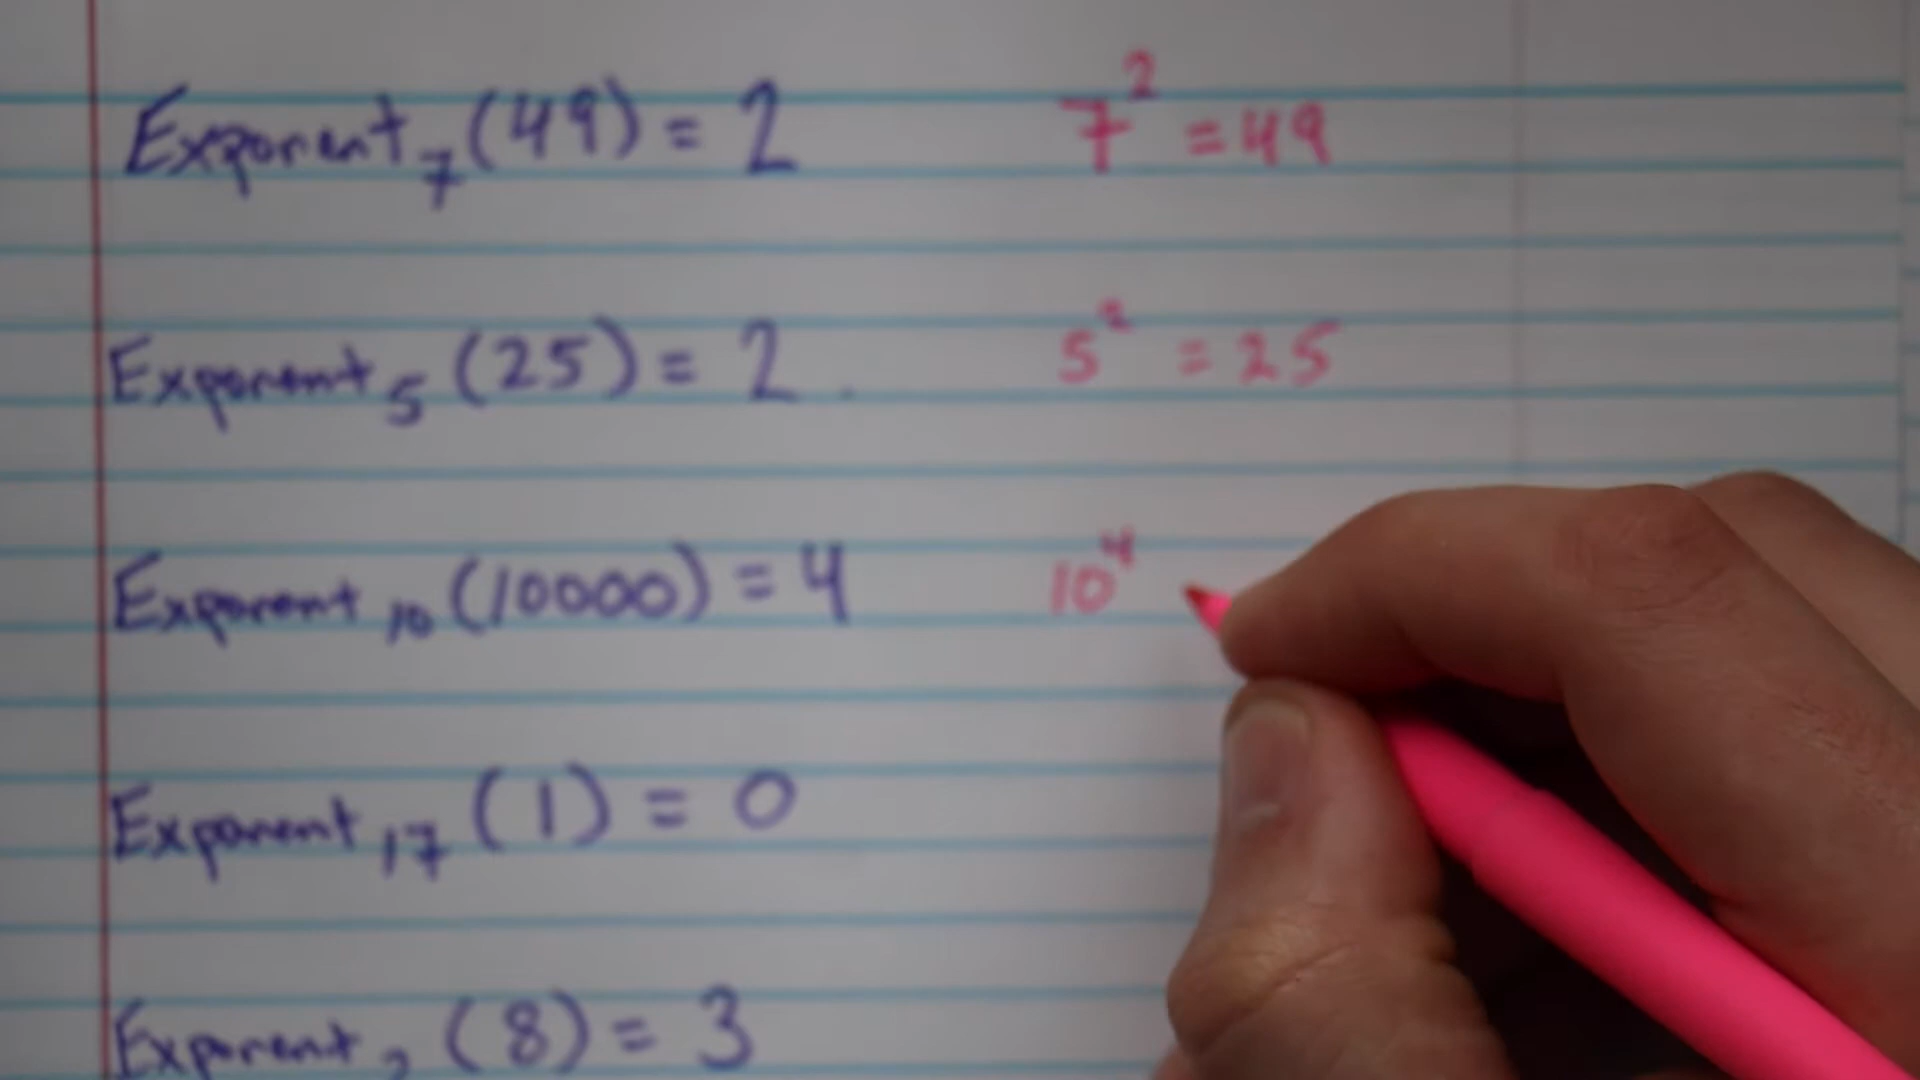 Exponent₇(49) = 2 7² = 49
Exponent₅(25) = 2 5² = 25
Exponent₁₀(10000) = 4 10⁴
Exponent₁₇(1) = 0
Exponent₂(8) = 3